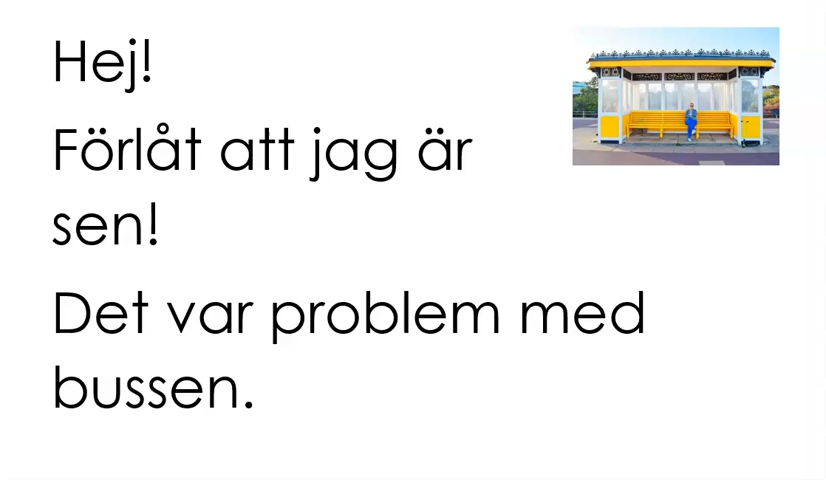 Hej!
Förlåt att jag är
sen!
Det var problem med
bussen.